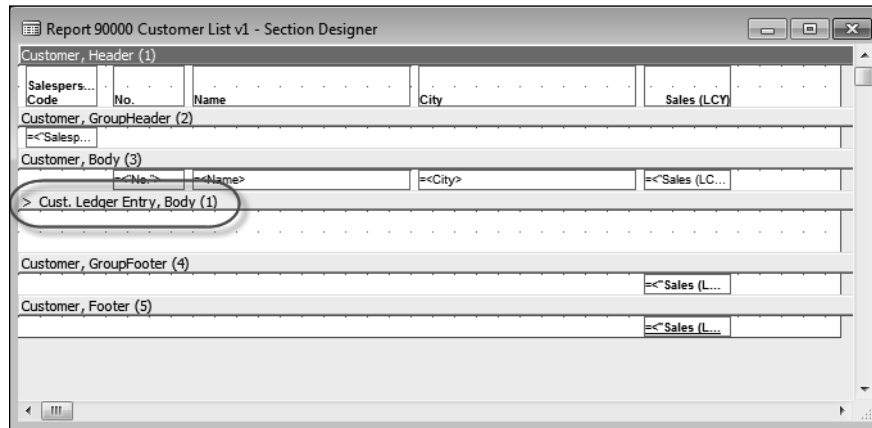 Report 90000 Customer List v1 - Section Designer
Customer, Header (1)
Salespers...
Code No. Name City Sales (LCY)
Customer, GroupHeader (2)
=<"Salesp...
Customer, Body (3)
=<"No."> =<Name> =<City> =<"Sales (LC...
> Cust. Ledger Entry, Body (1)
Customer, GroupFooter (4)
=<"Sales (L...
Customer, Footer (5)
=<"Sales (L...